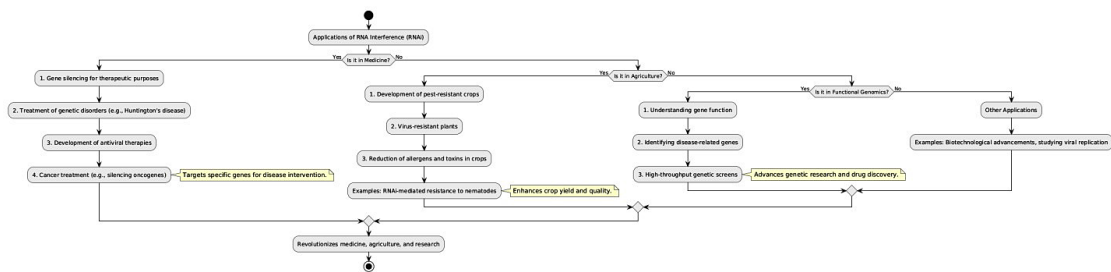 Applications of RNA Interference (RNAi)
Yes
Is it in Medicine?
No
1. Gene silencing for therapeutic purposes
2. Treatment of genetic disorders (e.g., Huntington's disease)
3. Development of antiviral therapies
4. Cancer treatment (e.g., silencing oncogenes)
Targets specific genes for disease intervention.
Yes
Is it in Agriculture?
No
1. Development of pest-resistant crops
2. Virus-resistant plants
3. Reduction of allergens and toxins in crops
Examples: RNAi-mediated resistance to nematodes
Enhances crop yield and quality.
Yes
Is it in Functional Genomics?
No
1. Understanding gene function
2. Identifying disease-related genes
3. High-throughput genetic screens
Advances genetic research and drug discovery.
Other Applications
Examples: Biotechnological advancements, studying viral replication
Revolutionizes medicine, agriculture, and research